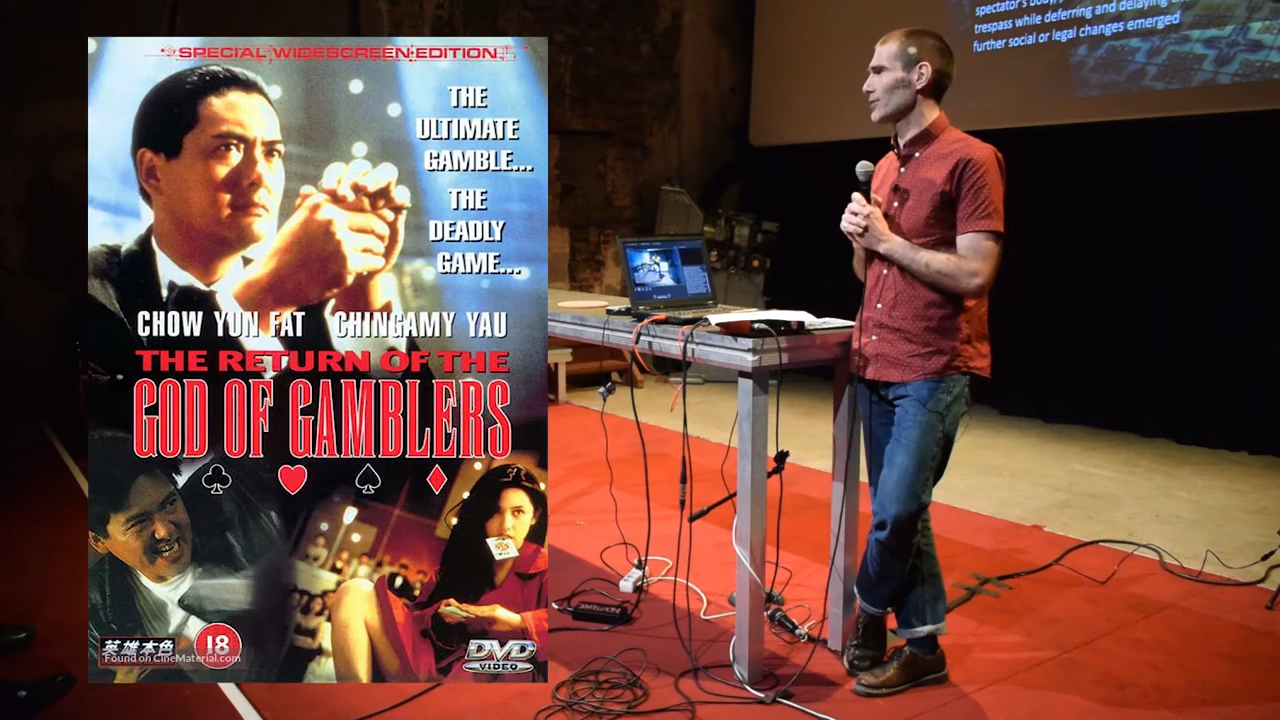 SPECIAL WIDESCREEN EDITION
THE
ULTIMATE
GAMBLE...
THE
DEADLY
GAME...
CHOW YUN FAT CHINGAMY YAU
THE RETURN OF THE
GOD OF GAMBLERS
英雄本色
18
Found on CineMaterial.com
DVD
VIDEO
spectator's body,
trespass while deferring and delaying
further social or legal changes emerged